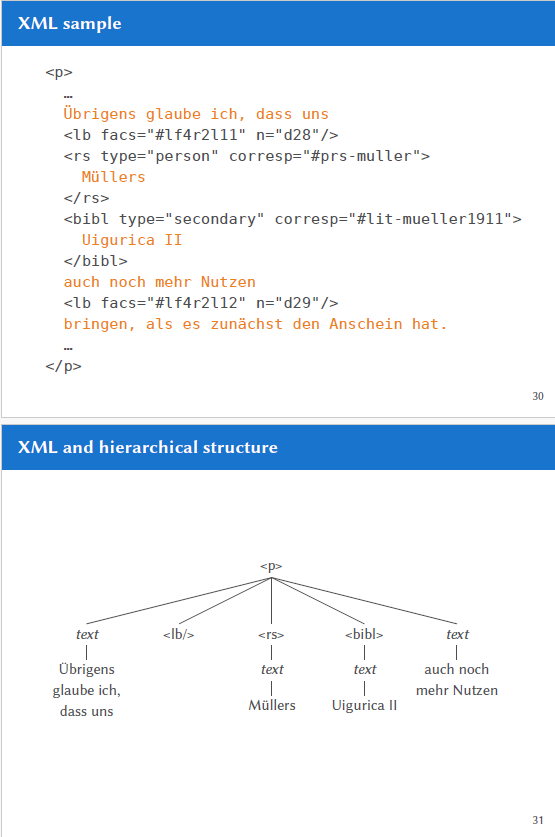 XML sample
<p>
…
Übrigens glaube ich, dass uns
<lb facs="#lf4r2l11" n="d28"/>
<rs type="person" corresp="#prs-muller">
Müllers
</rs>
<bibl type="secondary" corresp="#lit-mueller1911">
Uigurica II
</bibl>
auch noch mehr Nutzen
<lb facs="#lf4r2l12" n="d29"/>
bringen, als es zunächst den Anschein hat.
…
</p>
30
XML and hierarchical structure
<p>
text <lb/> <rs> <bibl> text
Übrigens text text auch noch
glaube ich, mehr Nutzen
dass uns Müllers Uigurica II
31